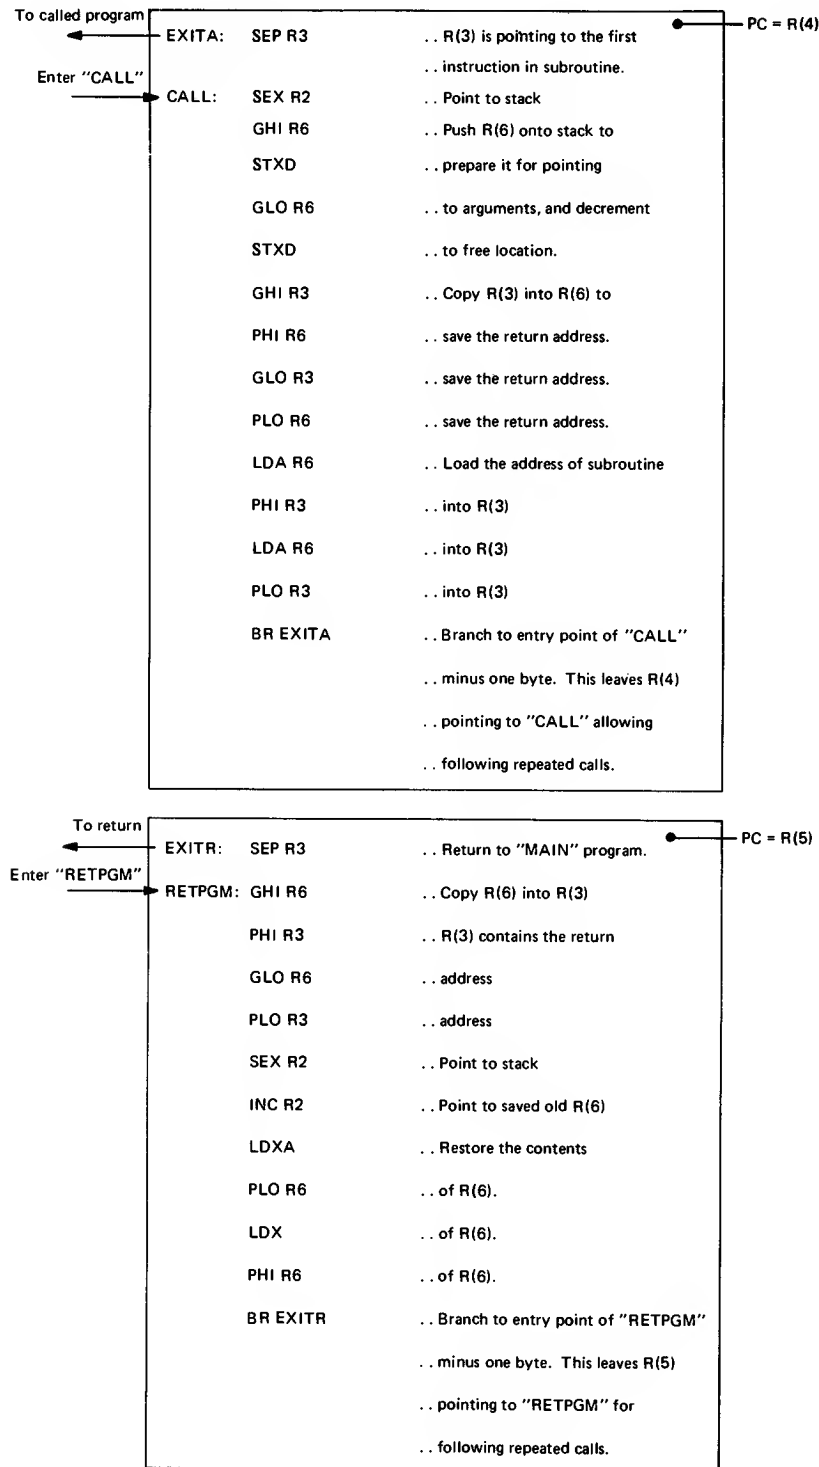 To called program
EXITA: SEP R3 .. R(3) is pointing to the first PC = R(4)
.. instruction in subroutine.
Enter "CALL"
CALL: SEX R2 .. Point to stack
GHI R6 .. Push R(6) onto stack to
STXD .. prepare it for pointing
GLO R6 .. to arguments, and decrement
STXD .. to free location.
GHI R3 .. Copy R(3) into R(6) to
PHI R6 .. save the return address.
GLO R3 .. save the return address.
PLO R6 .. save the return address.
LDA R6 .. Load the address of subroutine
PHI R3 .. into R(3)
LDA R6 .. into R(3)
PLO R3 .. into R(3)
BR EXITA .. Branch to entry point of "CALL"
.. minus one byte. This leaves R(4)
.. pointing to "CALL" allowing
.. following repeated calls.
To return
EXITR: SEP R3 .. Return to "MAIN" program. PC = R(5)
Enter "RETPGM"
RETPGM: GHI R6 .. Copy R(6) into R(3)
PHI R3 .. R(3) contains the return
GLO R6 .. address
PLO R3 .. address
SEX R2 .. Point to stack
INC R2 .. Point to saved old R(6)
LDXA .. Restore the contents
PLO R6 .. of R(6).
LDX .. of R(6).
PHI R6 .. of R(6).
BR EXITR .. Branch to entry point of "RETPGM"
.. minus one byte. This leaves R(5)
.. pointing to "RETPGM" for
.. following repeated calls.